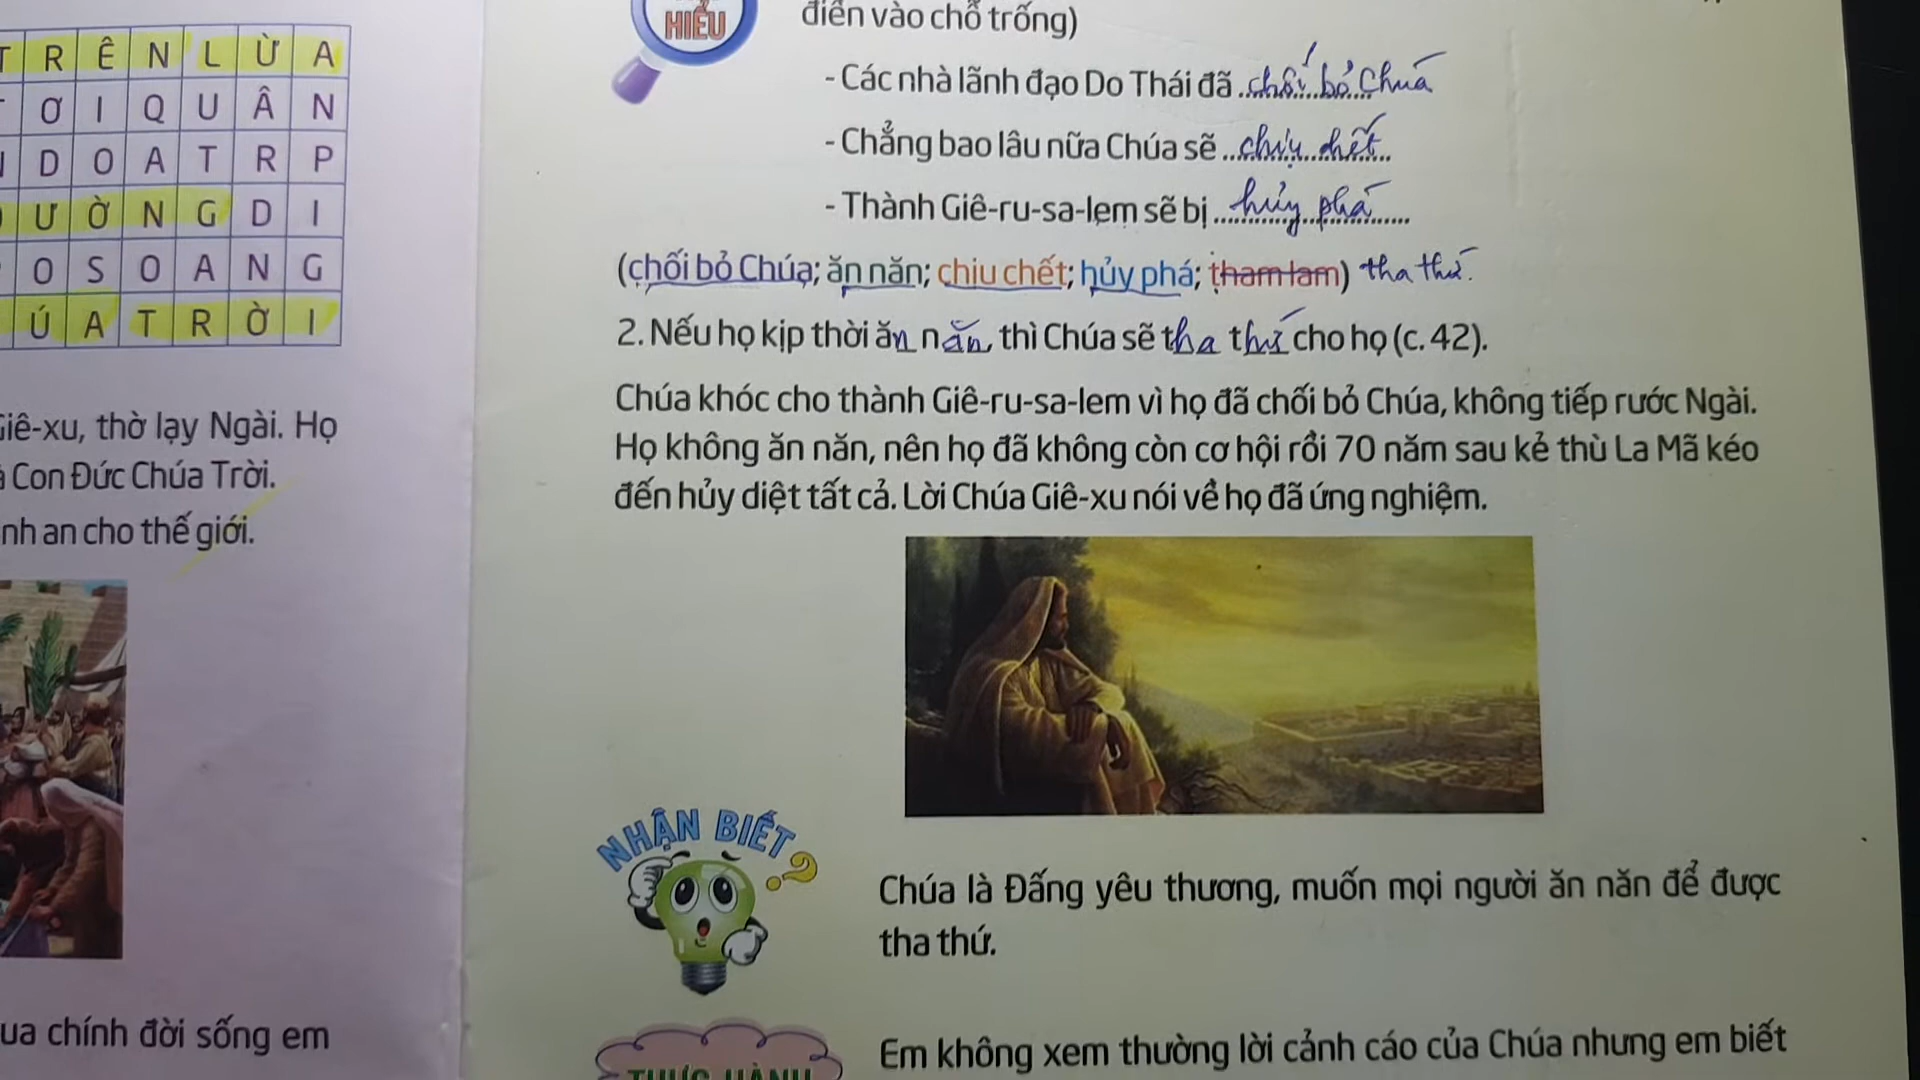 T R Ê N L Ừ A
Ơ I Q U Â N
D O A T R P
Ư Ờ N G D I
O S O A N G
Ú A T R Ờ I
Giê-xu, thờ lạy Ngài. Họ
Con Đức Chúa Trời.
nh an cho thế giới.
ua chính đời sống em
HIỂU
điền vào chỗ trống)
- Các nhà lãnh đạo Do Thái đã chối bỏ Chúa
- Chẳng bao lâu nữa Chúa sẽ chịu chết
- Thành Giê-ru-sa-lem sẽ bị hủy phá
(chối bỏ Chúa; ăn năn; chịu chết; hủy phá; tham lam) tha thứ.
2. Nếu họ kịp thời ăn năn, thì Chúa sẽ tha thứ cho họ (c. 42).
Chúa khóc cho thành Giê-ru-sa-lem vì họ đã chối bỏ Chúa, không tiếp rước Ngài.
Họ không ăn năn, nên họ đã không còn cơ hội rồi 70 năm sau kẻ thù La Mã kéo
đến hủy diệt tất cả. Lời Chúa Giê-xu nói về họ đã ứng nghiệm.
NHẬN BIẾT?
Chúa là Đấng yêu thương, muốn mọi người ăn năn để được
tha thứ.
THỰC HÀNH
Em không xem thường lời cảnh cáo của Chúa nhưng em biết